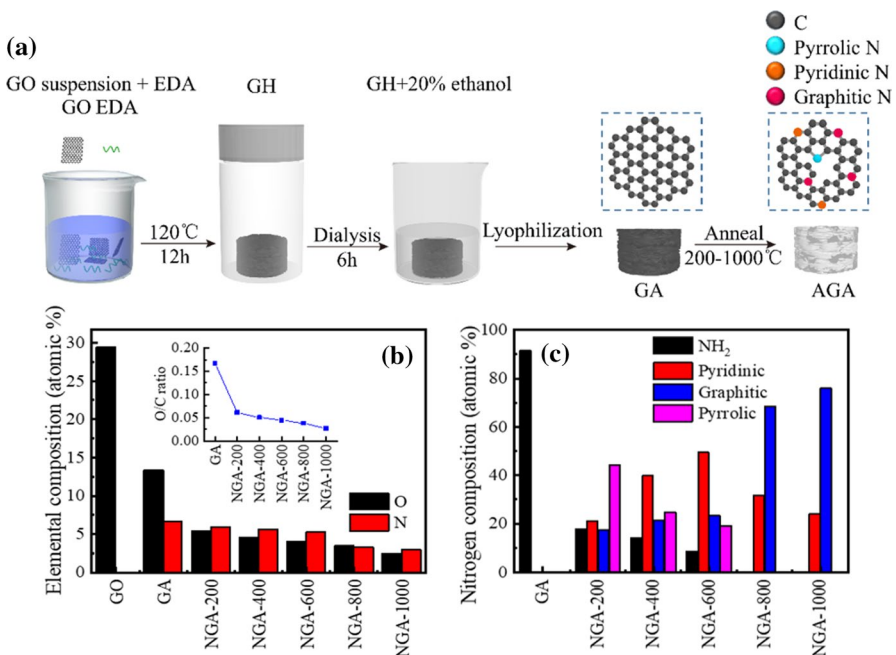 (a)
C
Pyrrolic N
Pyridinic N
Graphitic N
GO suspension + EDA
GO EDA
GH
GH+20% ethanol
120℃
12h
Dialysis
6h
Lyophilization
Anneal
200-1000℃
GA
AGA
(b)
Elemental composition (atomic %)
30
25
20
15
10
5
0
GO
GA
NGA-200
NGA-400
NGA-600
NGA-800
NGA-1000
O
N
O/C ratio
0.20
0.15
0.10
0.05
0.00
GA
NGA-200
NGA-400
NGA-600
NGA-800
NGA-1000
(c)
Nitrogen composition (atomic %)
100
80
60
40
20
0
NH₂
Pyridinic
Graphitic
Pyrrolic
GA
NGA-200
NGA-400
NGA-600
NGA-800
NGA-1000